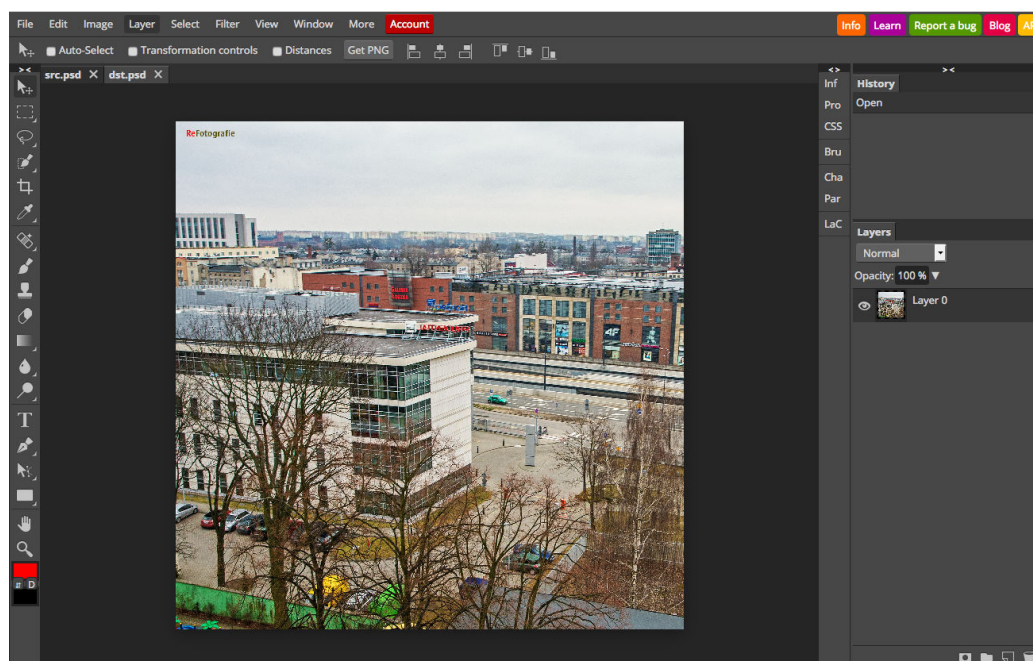 File Edit Image Layer Select Filter View Window More Account
Info Learn Report a bug Blog
Auto-Select Transformation controls Distances Get PNG
src.psd dst.psd
Inf
Pro
CSS
Bru
Cha
Par
LaC
History
Open
ReFotografie
Layers
Normal
Opacity: 100 %
Layer 0
4F
T
D